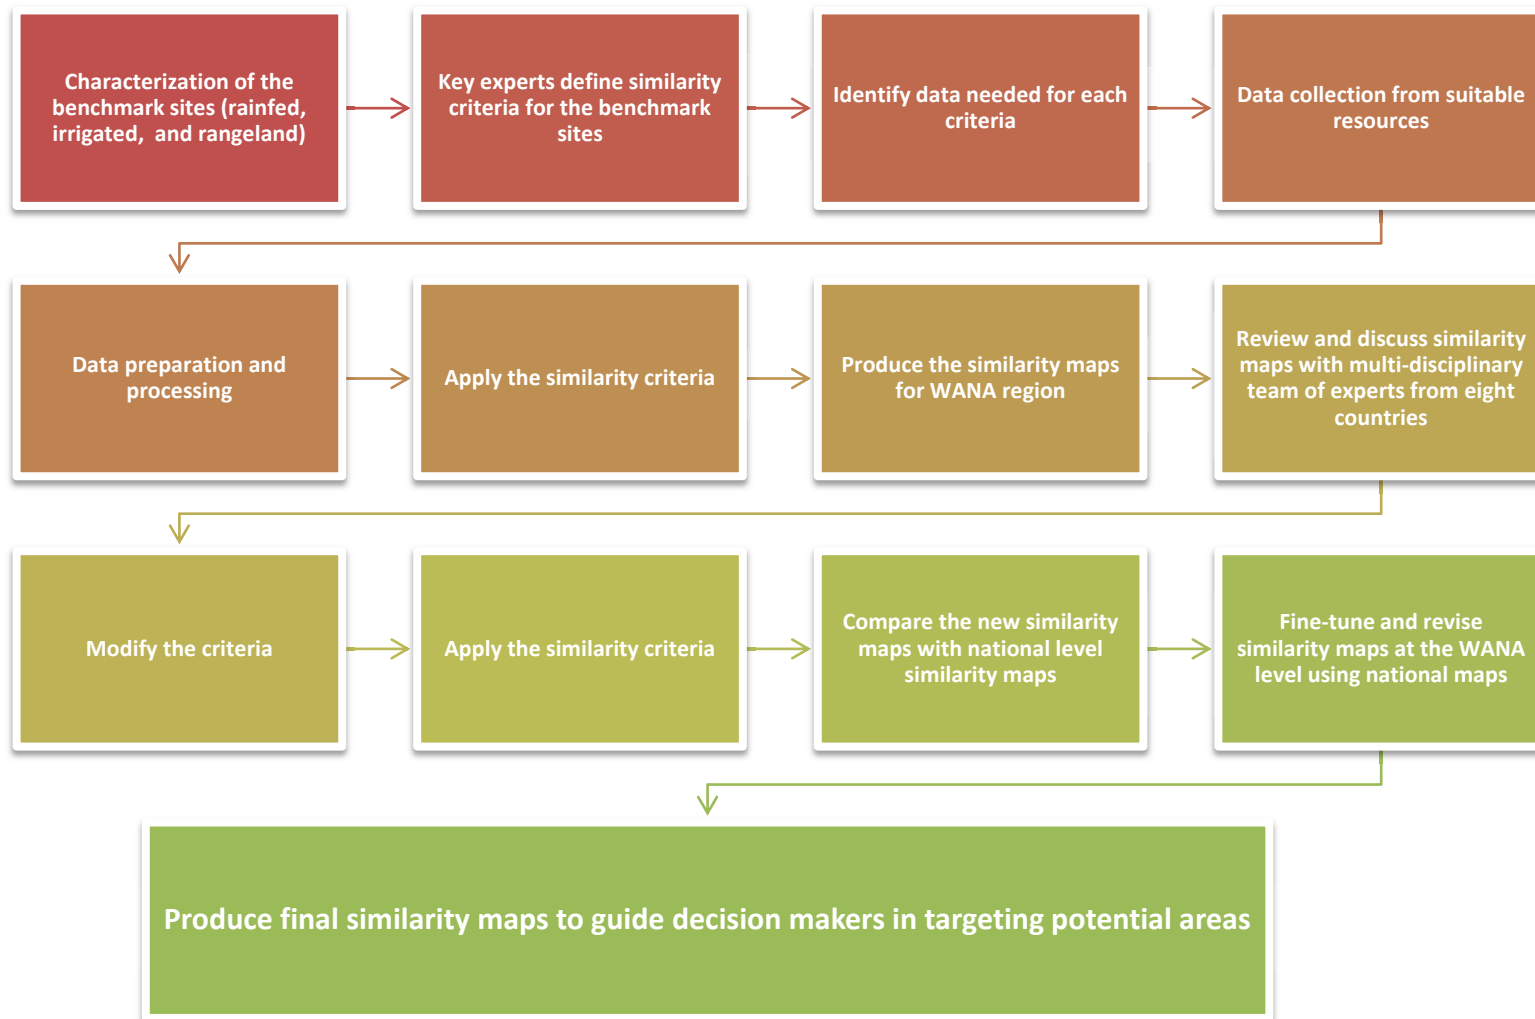 Characterization of the
benchmark sites (rainfed,
irrigated,  and rangeland)
Key experts define similarity
criteria for the benchmark
sites
Identify data needed for each
criteria
Data collection from suitable
resources
Data preparation and
processing
Apply the similarity criteria
Produce the similarity maps
for WANA region
Review and discuss similarity
maps with multi-disciplinary
team of experts from eight
countries
Modify the criteria
Apply the similarity criteria
Compare the new similarity
maps with national level
similarity maps
Fine-tune and revise
similarity maps at the WANA
level using national maps
Produce final similarity maps to guide decision makers in targeting potential areas